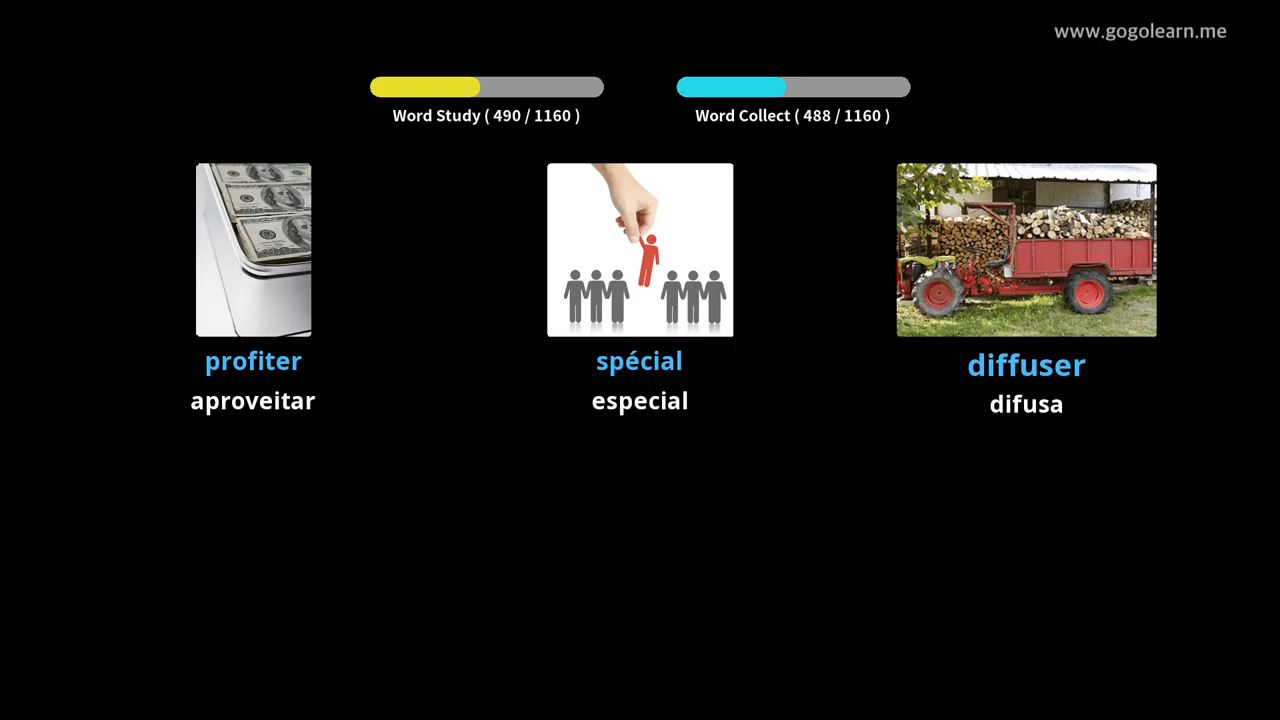 www.gogolearn.me
Word Study ( 490 / 1160 )
Word Collect ( 488 / 1160 )
profiter
aproveitar
spécial
especial
diffuser
difusa